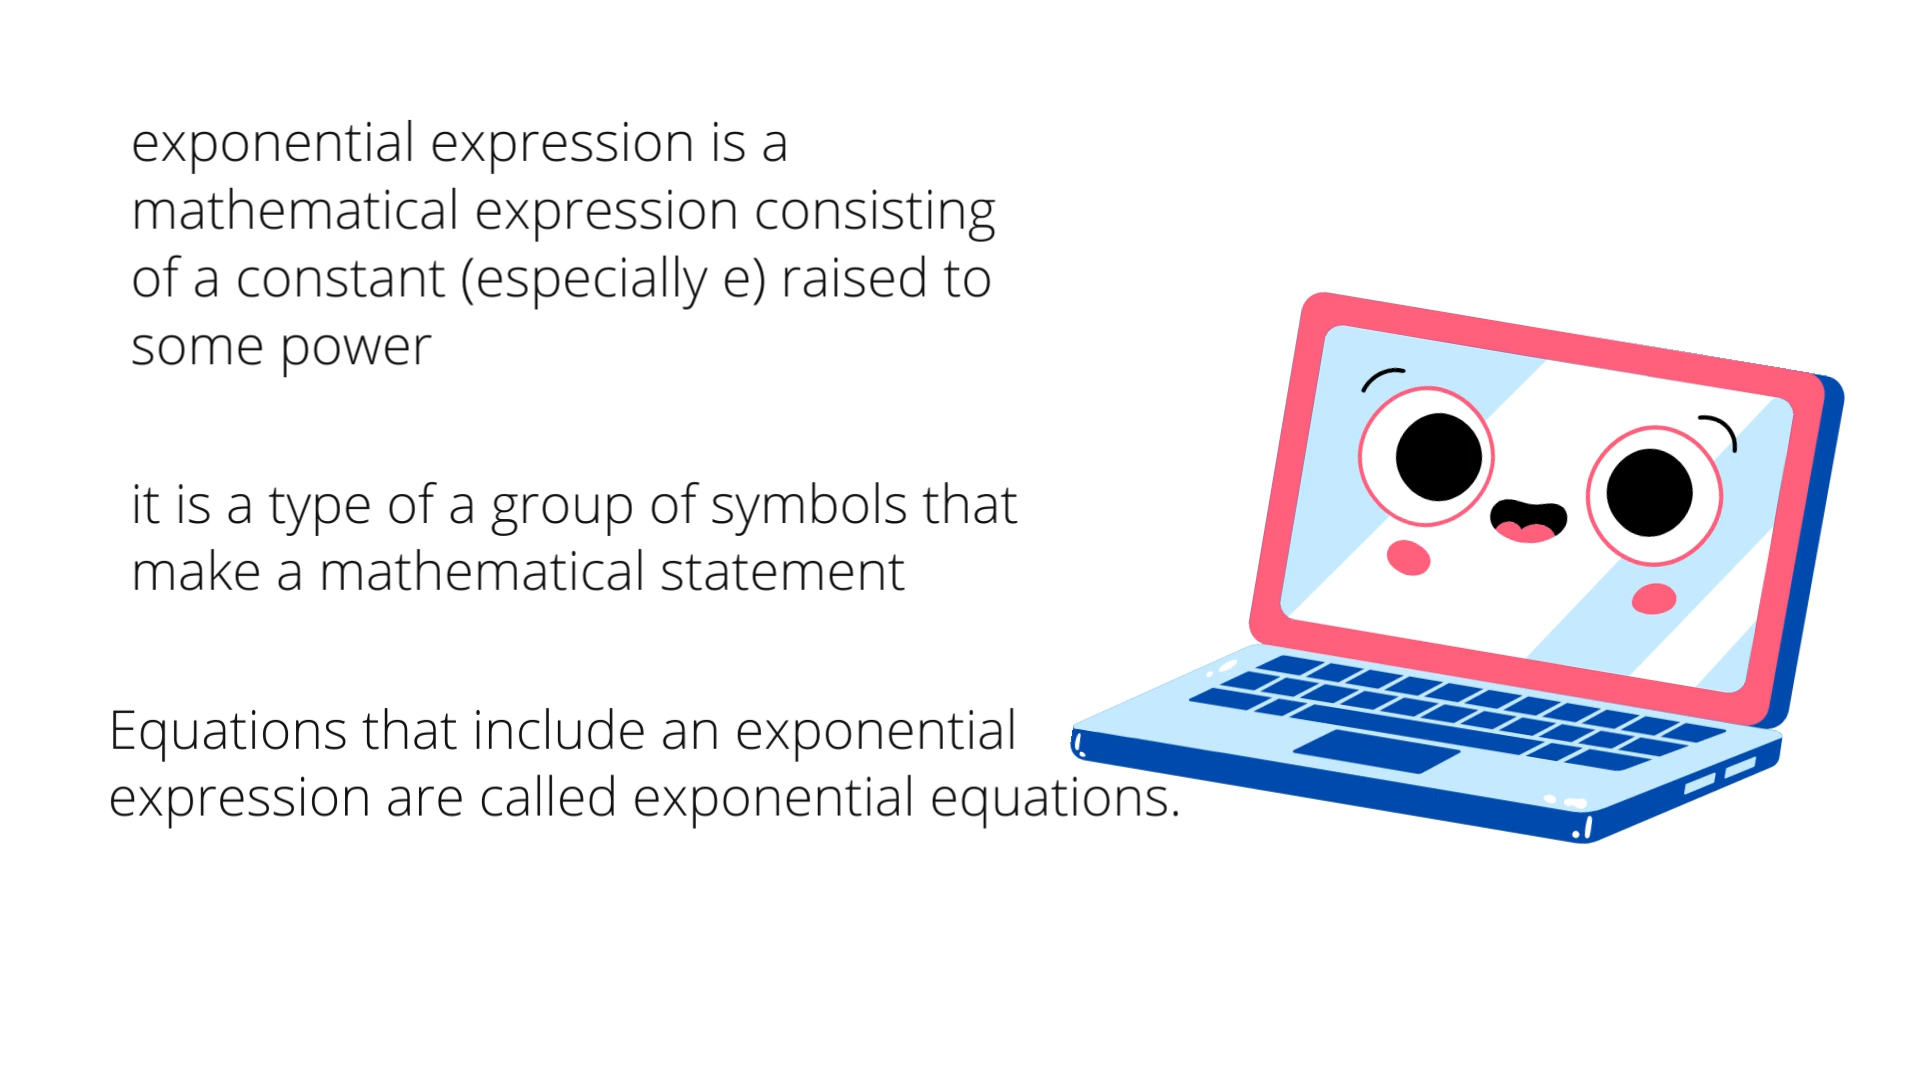 exponential expression is a
mathematical expression consisting
of a constant (especially e) raised to
some power
it is a type of a group of symbols that
make a mathematical statement
Equations that include an exponential
expression are called exponential equations.